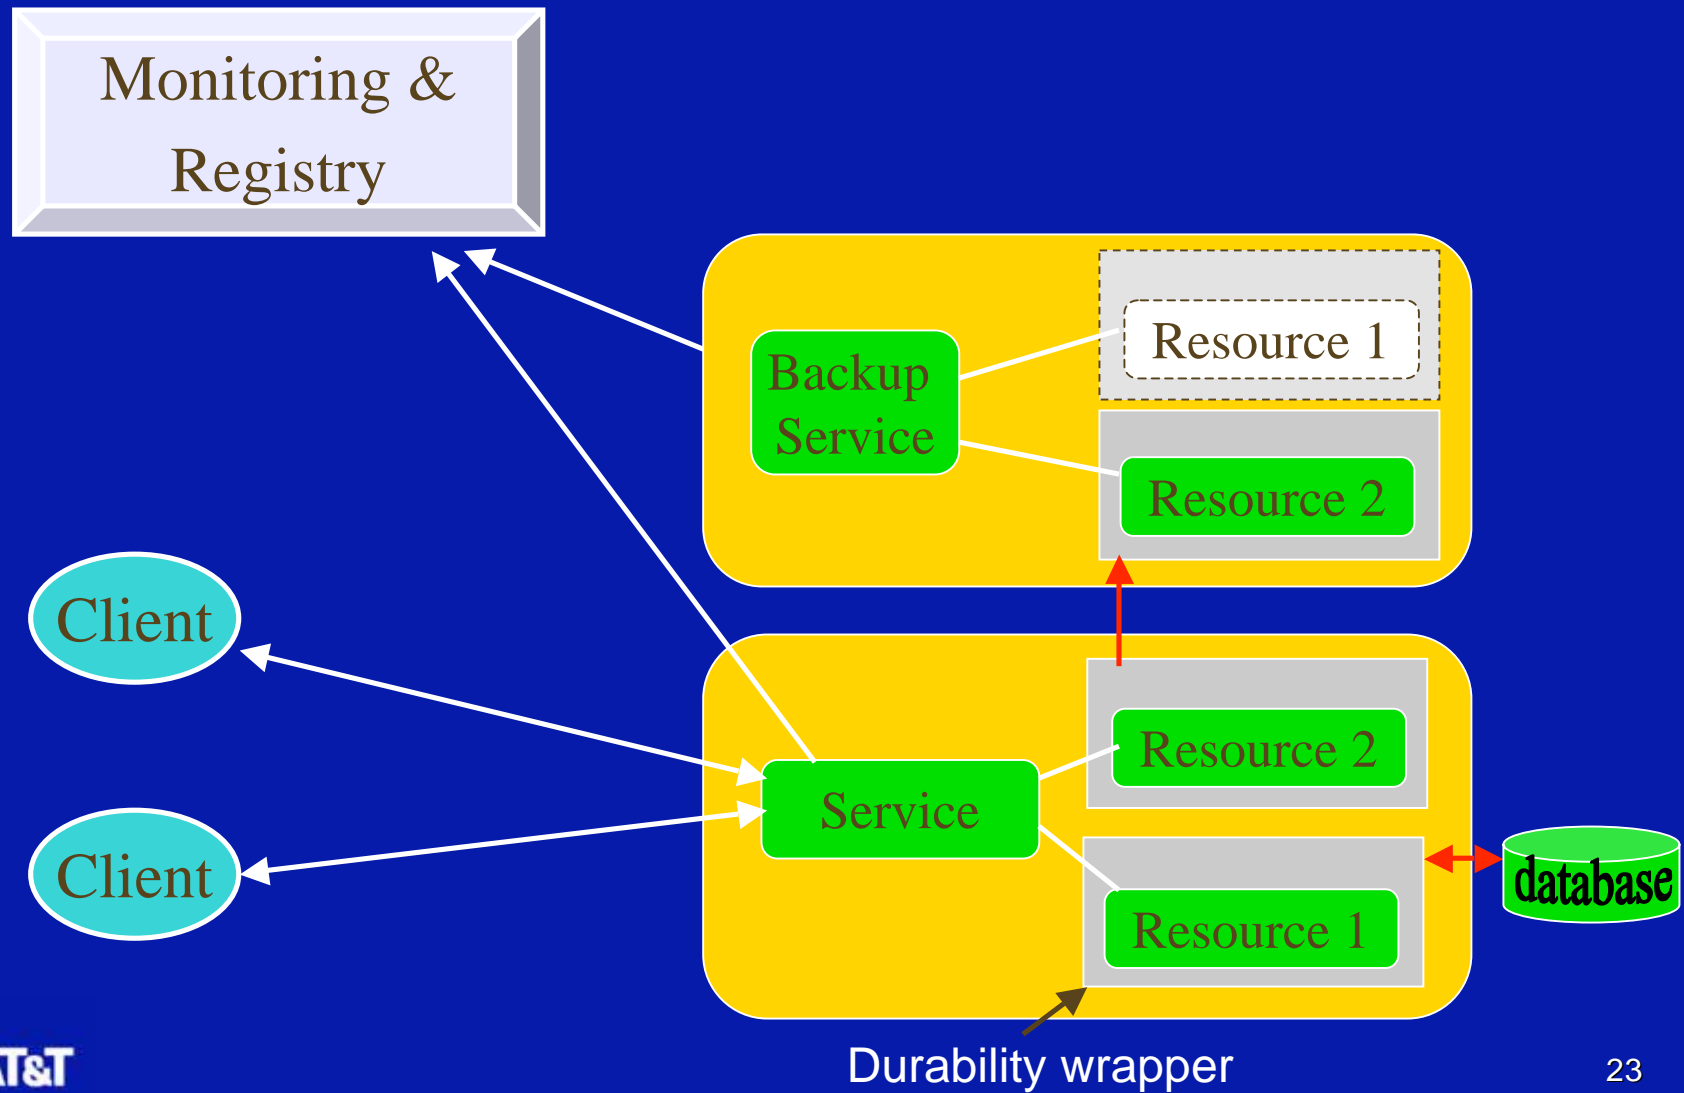 Monitoring &
Registry
Backup
Service
Resource 1
Resource 2
Client
Client
Service
Resource 2
Resource 1
database
Durability wrapper
AT&T
23